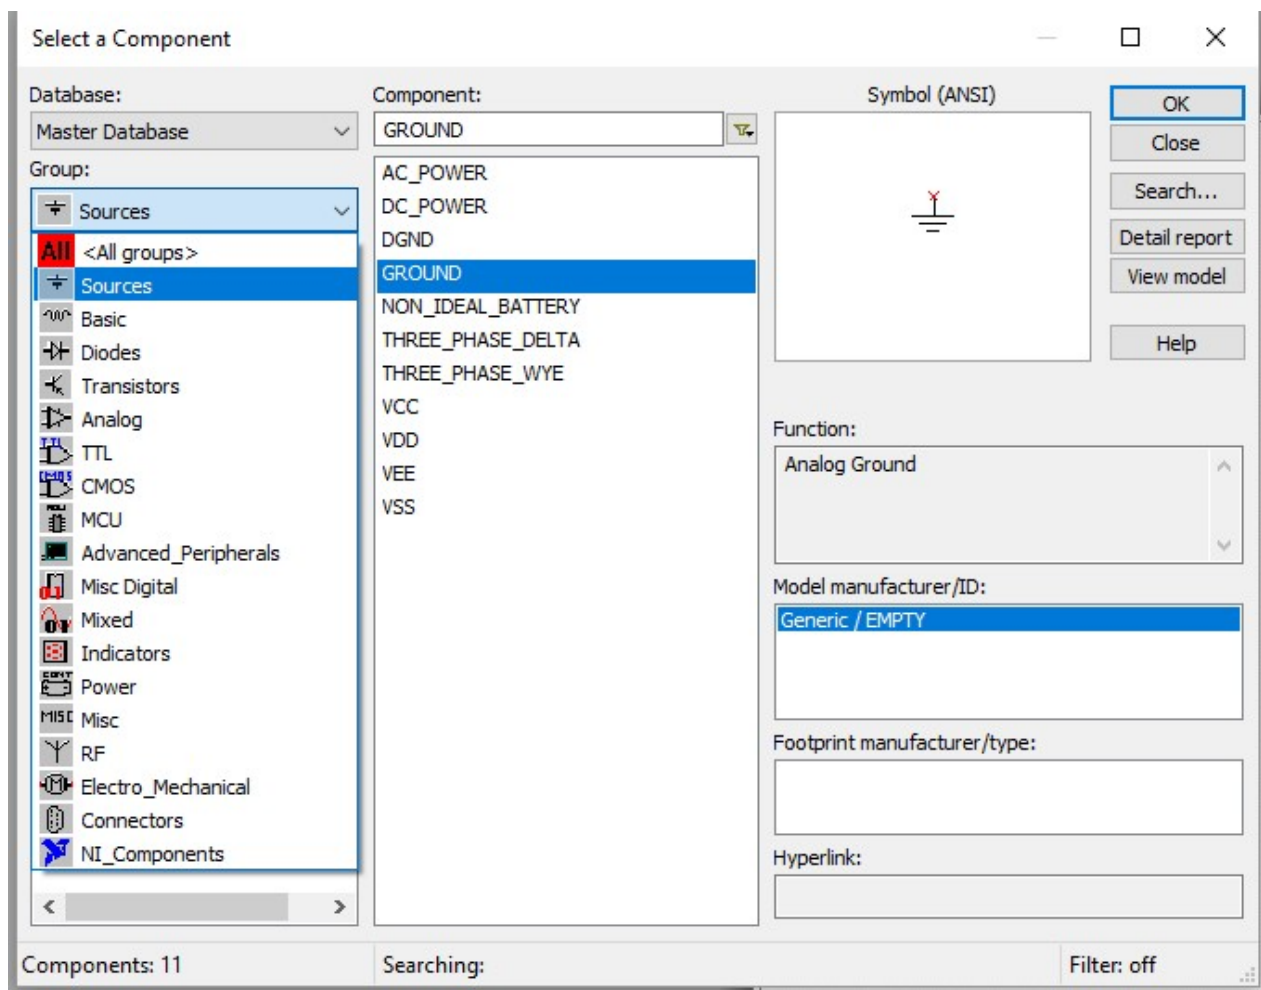 Select a Component
Database:
Master Database
Group:
Sources
All <All groups>
Sources
Basic
Diodes
Transistors
Analog
TTL TTL
CMOS CMOS
MCU
Advanced_Peripherals
Misc Digital
Mixed
Indicators
Power
MISC Misc
RF
Electro_Mechanical
Connectors
NI_Components
Component:
GROUND
AC_POWER
DC_POWER
DGND
GROUND
NON_IDEAL_BATTERY
THREE_PHASE_DELTA
THREE_PHASE_WYE
VCC
VDD
VEE
VSS
Symbol (ANSI)
Function:
Analog Ground
Model manufacturer/ID:
Generic / EMPTY
Footprint manufacturer/type:
Hyperlink:
OK
Close
Search...
Detail report
View model
Help
Components: 11
Searching:
Filter: off